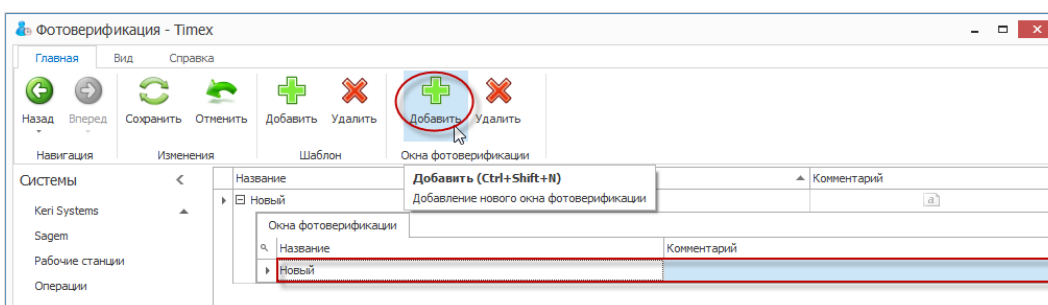 Фотоверификация - Timex
Главная Вид Справка
Назад Вперед Сохранить Отменить Добавить Удалить Добавить Удалить
Навигация Изменения Шаблон Окна фотоверификации
Системы
Название Комментарий
Добавить (Ctrl+Shift+N)
Добавление нового окна фотоверификации
Новый a
Keri Systems
Окна фотоверификации
Sagem
Название Комментарий
Рабочие станции
Новый
Операции